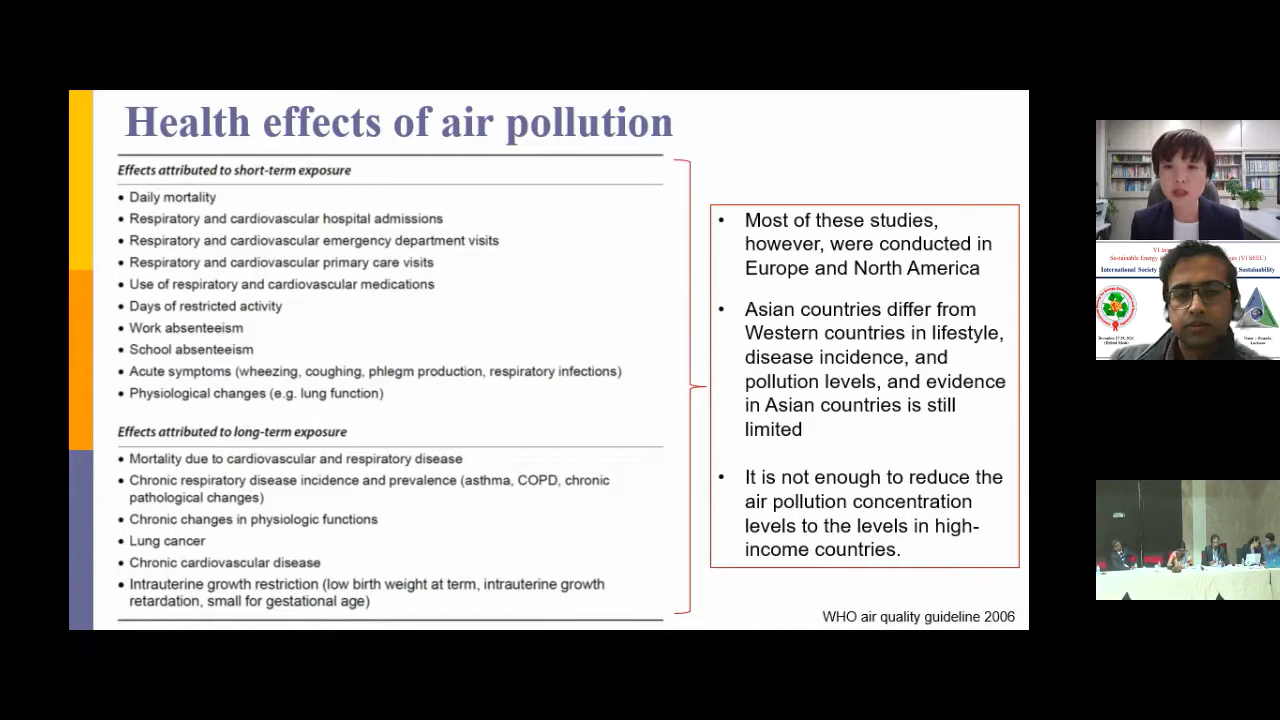 Health effects of air pollution
Effects attributed to short-term exposure
• Daily mortality
• Respiratory and cardiovascular hospital admissions
• Respiratory and cardiovascular emergency department visits
• Respiratory and cardiovascular primary care visits
• Use of respiratory and cardiovascular medications
• Days of restricted activity
• Work absenteeism
• School absenteeism
• Acute symptoms (wheezing, coughing, phlegm production, respiratory infections)
• Physiological changes (e.g. lung function)
Effects attributed to long-term exposure
• Mortality due to cardiovascular and respiratory disease
• Chronic respiratory disease incidence and prevalence (asthma, COPD, chronic
pathological changes)
• Chronic changes in physiologic functions
• Lung cancer
• Chronic cardiovascular disease
• Intrauterine growth restriction (low birth weight at term, intrauterine growth
retardation, small for gestational age)
• Most of these studies,
however, were conducted in
Europe and North America
• Asian countries differ from
Western countries in lifestyle,
disease incidence, and
pollution levels, and evidence
in Asian countries is still
limited
• It is not enough to reduce the
air pollution concentration
levels to the levels in high-
income countries.
WHO air quality guideline 2006
Sustainable Energy
(VI SEEC)
International Society
Sustainability